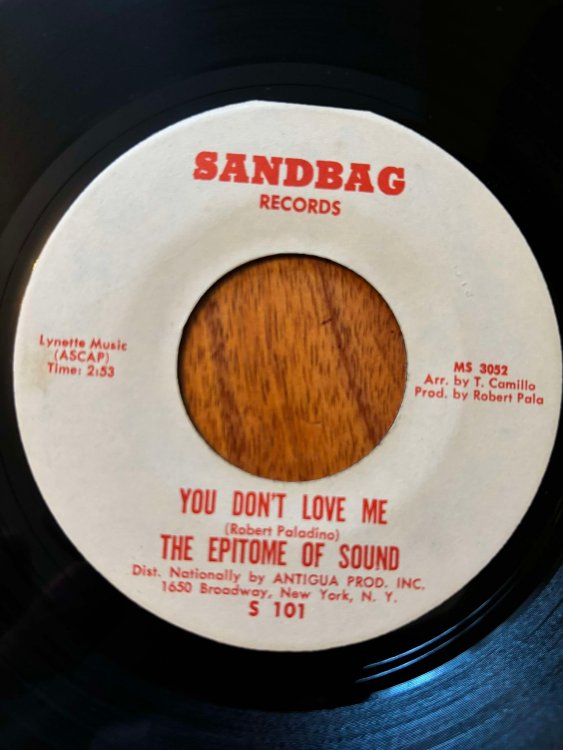 SANDBAG
RECORDS
Lynette Music
(ASCAP)
Time: 2:53
MS 3052
Arr. by T. Camillo
Prod. by Robert Pala
YOU DON'T LOVE ME
(Robert Paladino)
THE EPITOME OF SOUND
Dist. Nationally by ANTIGUA PROD. INC.
1650 Broadway, New York, N. Y.
S 101